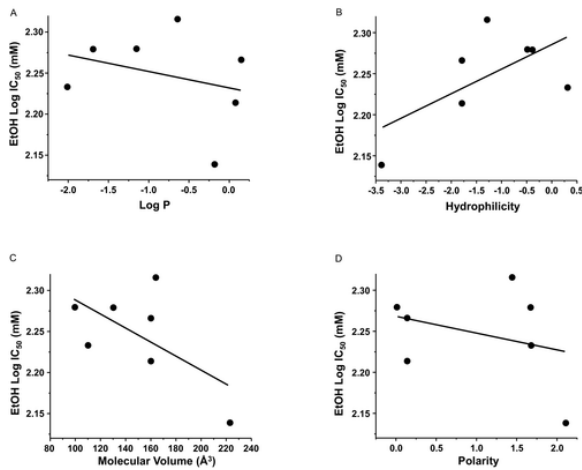 A
EtOH Log IC50 (mM)
2.30
2.25
2.20
2.15
-2.0 -1.5 -1.0 -0.5 0.0
Log P
B
EtOH Log IC50 (mM)
2.30
2.25
2.20
2.15
-3.5 -3.0 -2.5 -2.0 -1.5 -1.0 -0.5 0.0 0.5
Hydrophilicity
C
EtOH Log IC50 (mM)
2.30
2.25
2.20
2.15
80 100 120 140 160 180 200 220 240
Molecular Volume (Å3)
D
EtOH Log IC50 (mM)
2.30
2.25
2.20
2.15
0.0 0.5 1.0 1.5 2.0
Polarity